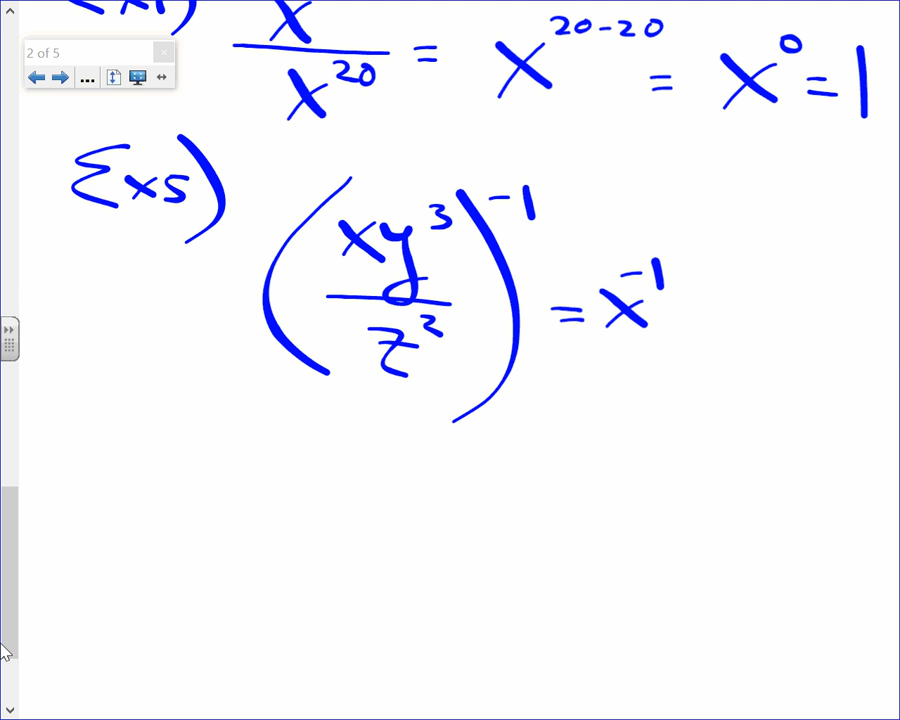 2 of 5
x / x^20 = x^(20-20) = x^0 = 1
Ex5)
(xy^3 / z^2)^-1 = x^-1